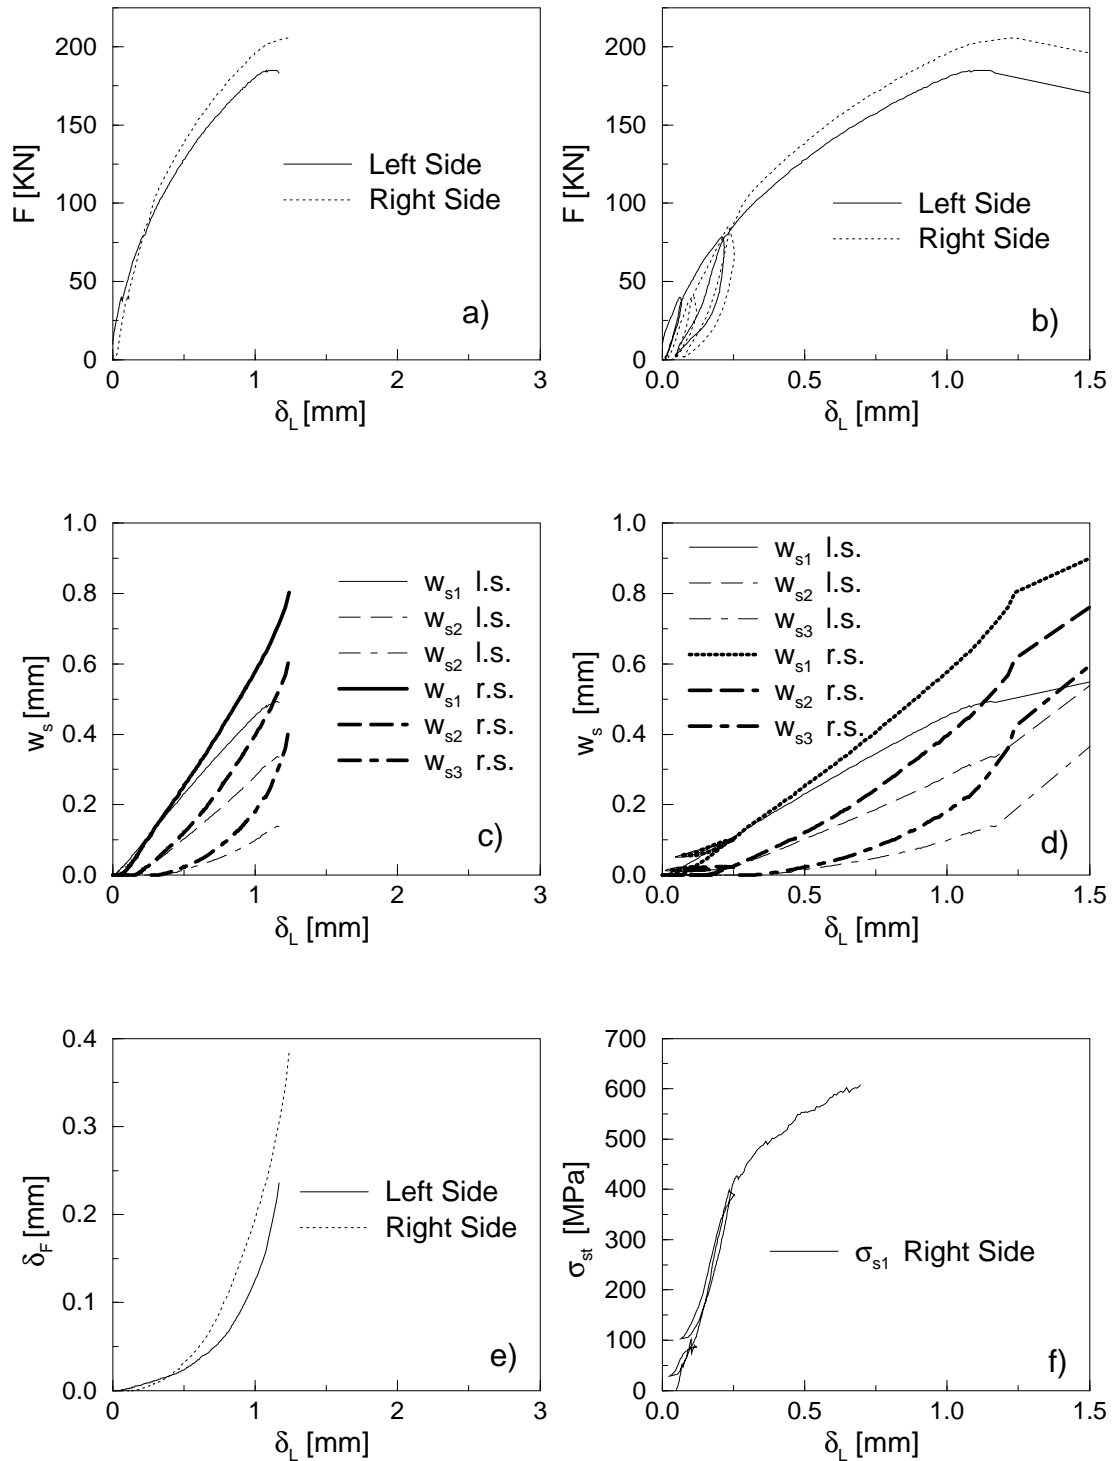 200
150
100
50
0
F [KN]
Left Side
Right Side
a)
0
1
2
3
δL [mm]
200
150
100
50
0
F [KN]
Left Side
Right Side
b)
0.0
0.5
1.0
1.5
δL [mm]
1.0
0.8
0.6
0.4
0.2
0.0
ws [mm]
ws1 l.s.
ws2 l.s.
ws2 l.s.
ws1 r.s.
ws2 r.s.
ws3 r.s.
c)
0
1
2
3
δL [mm]
1.0
0.8
0.6
0.4
0.2
0.0
ws [mm]
ws1 l.s.
ws2 l.s.
ws3 l.s.
ws1 r.s.
ws2 r.s.
ws3 r.s.
d)
0.0
0.5
1.0
1.5
δL [mm]
0.4
0.3
0.2
0.1
0.0
δF [mm]
Left Side
Right Side
e)
0
1
2
3
δL [mm]
700
600
500
400
300
200
100
0
σst [MPa]
σs1 Right Side
f)
0.0
0.5
1.0
1.5
δL [mm]